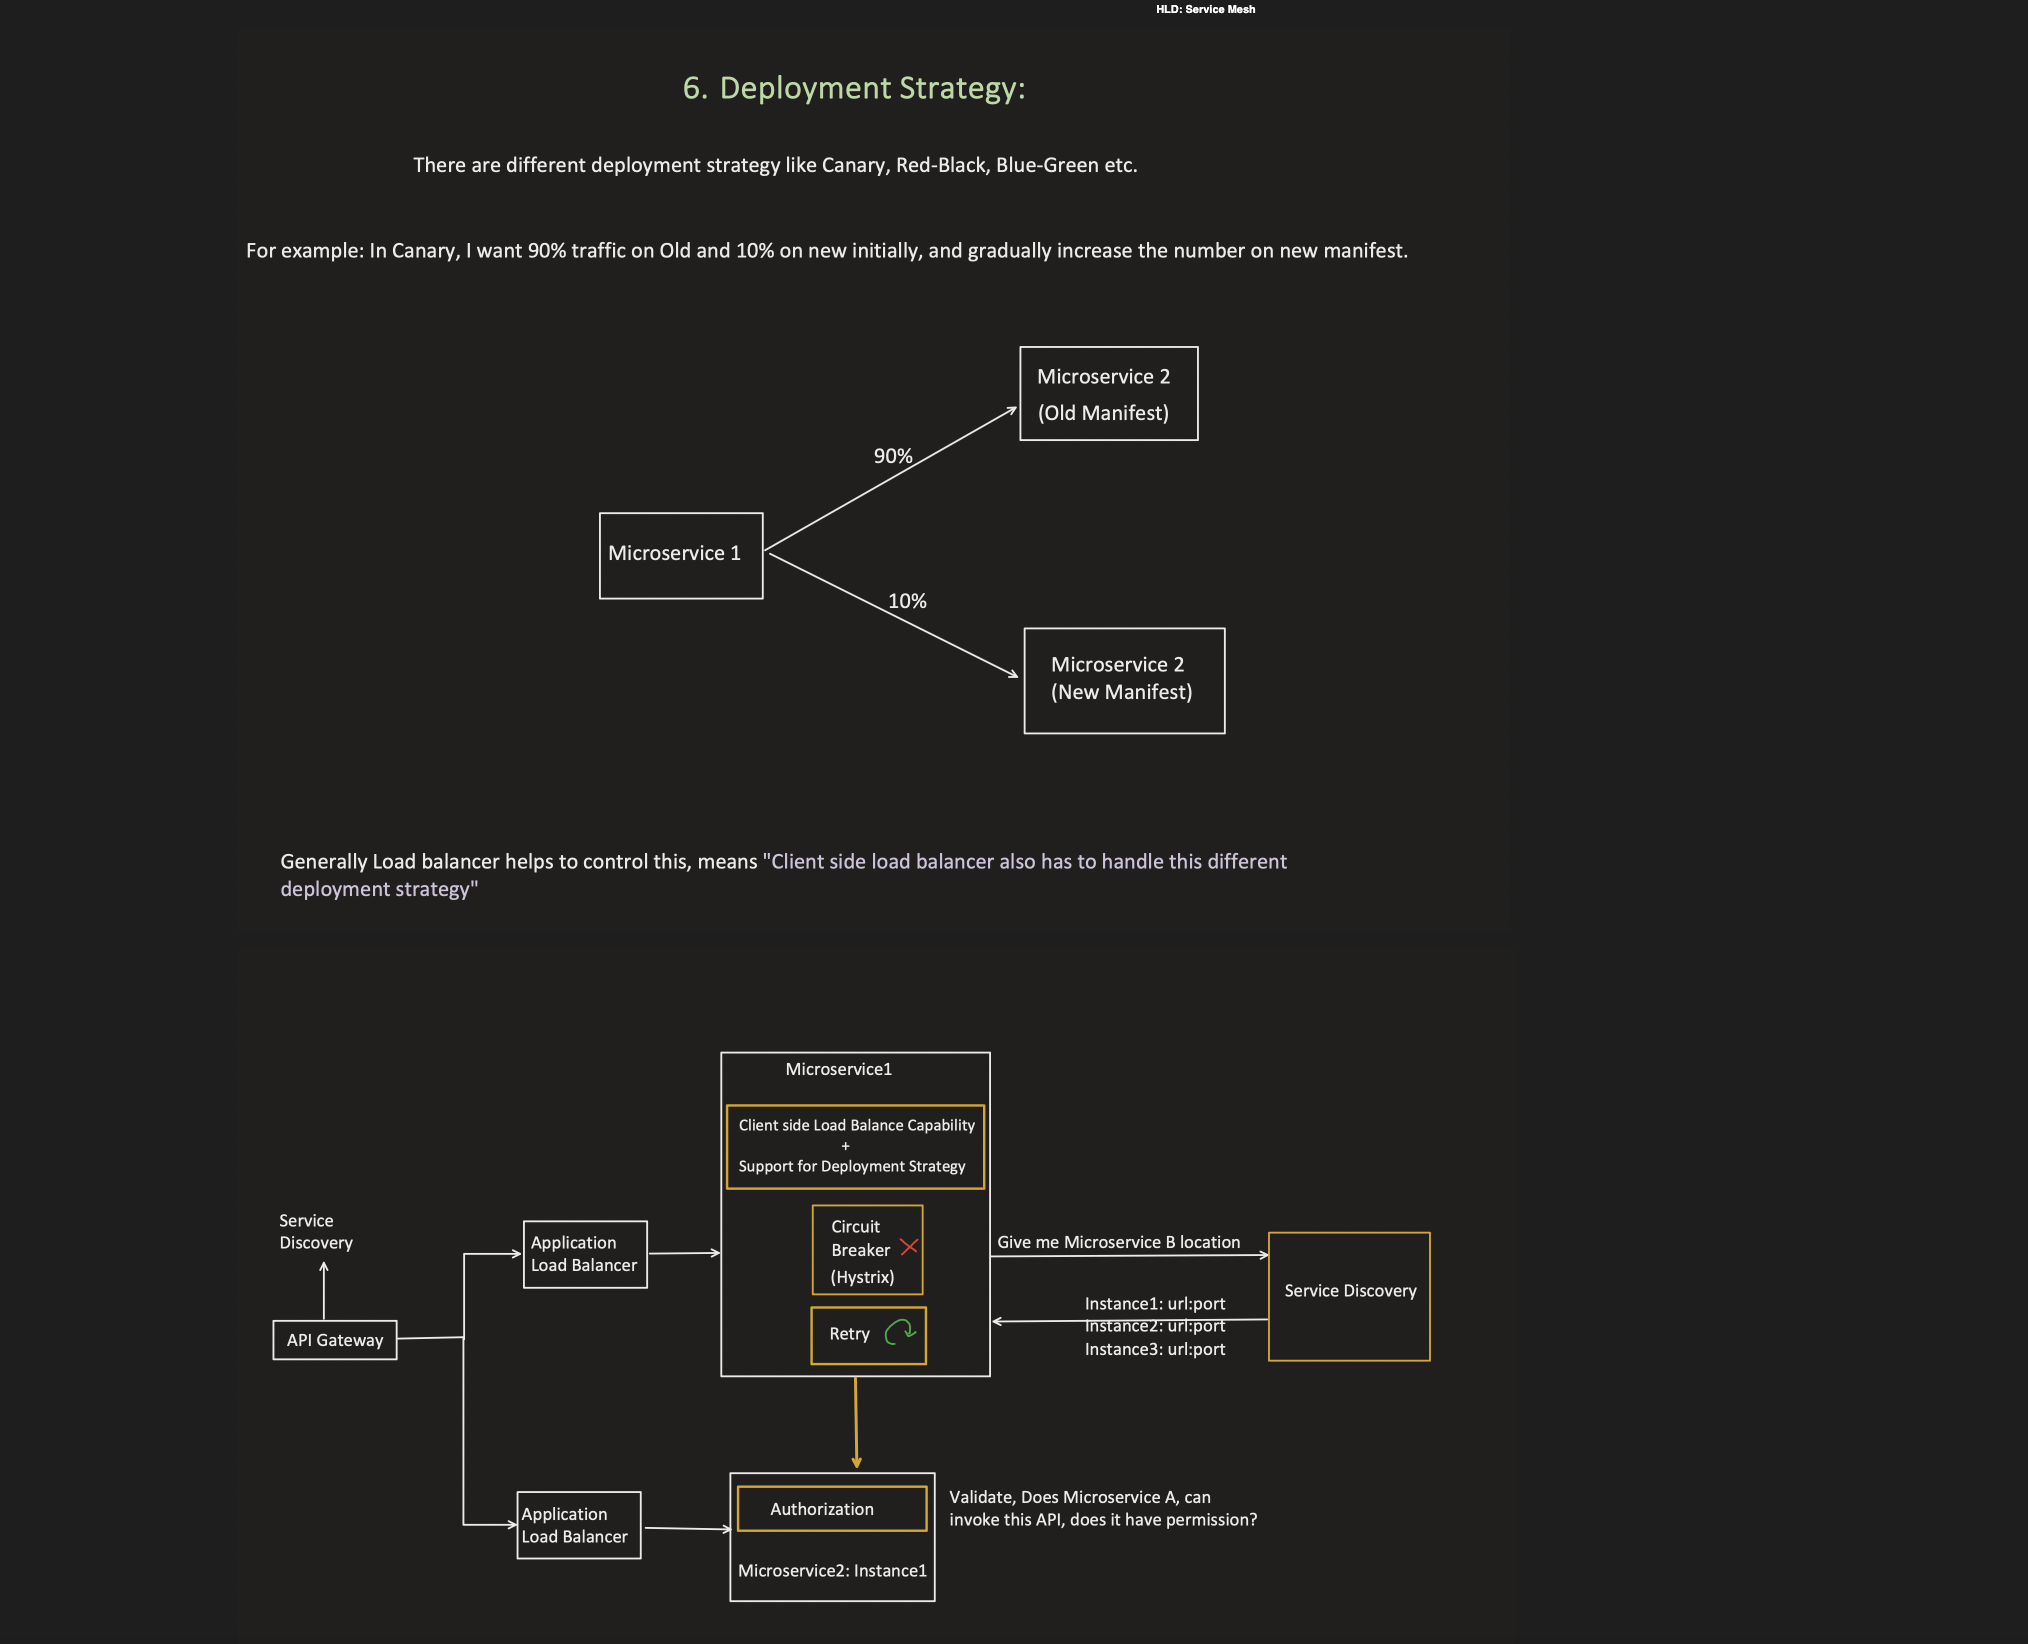 HLD: Service Mesh
6. Deployment Strategy:
There are different deployment strategy like Canary, Red-Black, Blue-Green etc.
For example: In Canary, I want 90% traffic on Old and 10% on new initially, and gradually increase the number on new manifest.
Microservice 2
(Old Manifest)
90%
Microservice 1
10%
Microservice 2
(New Manifest)
Generally Load balancer helps to control this, means "Client side load balancer also has to handle this different
deployment strategy"
Microservice1
Client side Load Balance Capability
+
Support for Deployment Strategy
Service
Discovery
Application
Load Balancer
Circuit
Breaker
(Hystrix)
Give me Microservice B location
Service Discovery
Instance1: url:port
Instance2: url:port
Instance3: url:port
API Gateway
Retry
Application
Load Balancer
Authorization
Microservice2: Instance1
Validate, Does Microservice A, can
invoke this API, does it have permission?